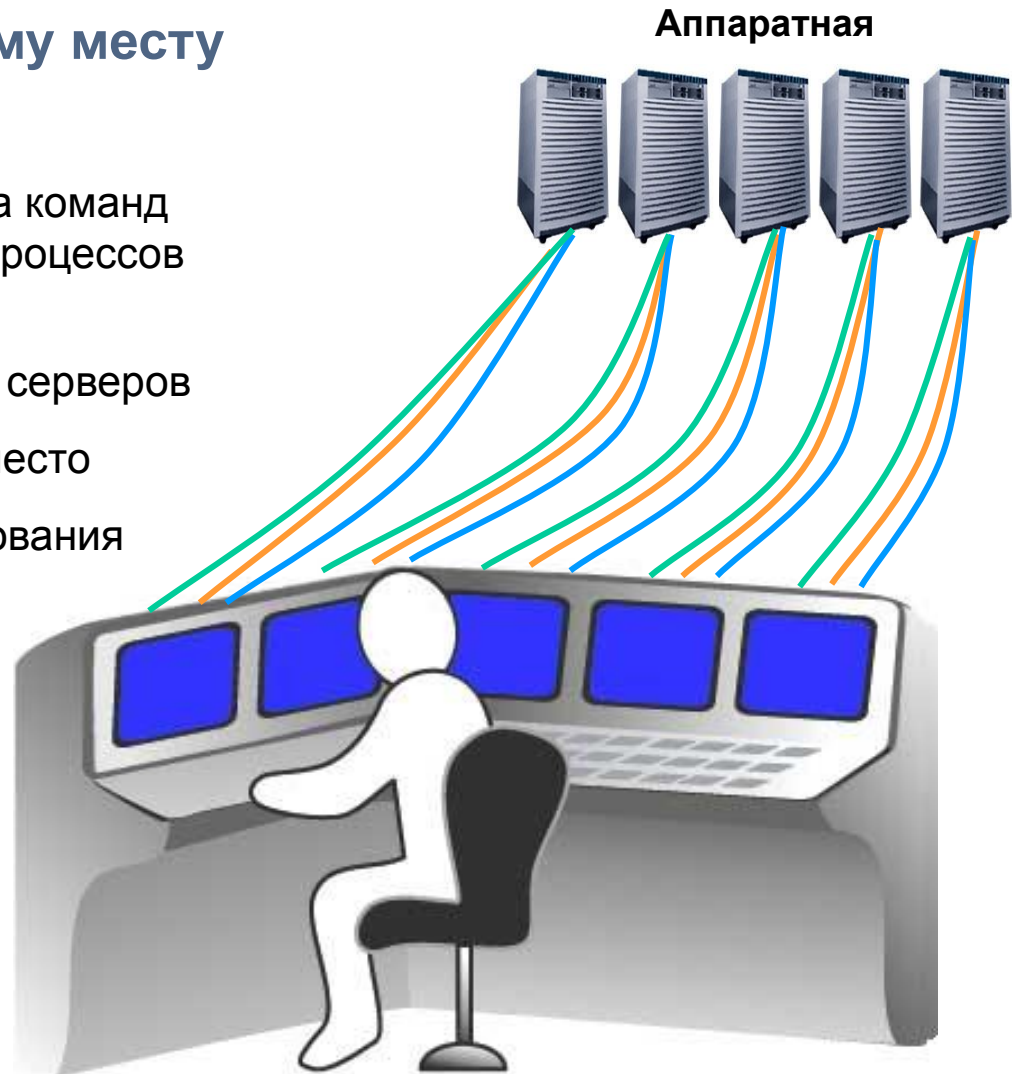 му месту
Аппаратная
а команд
роцессов
серверов
есто
ования